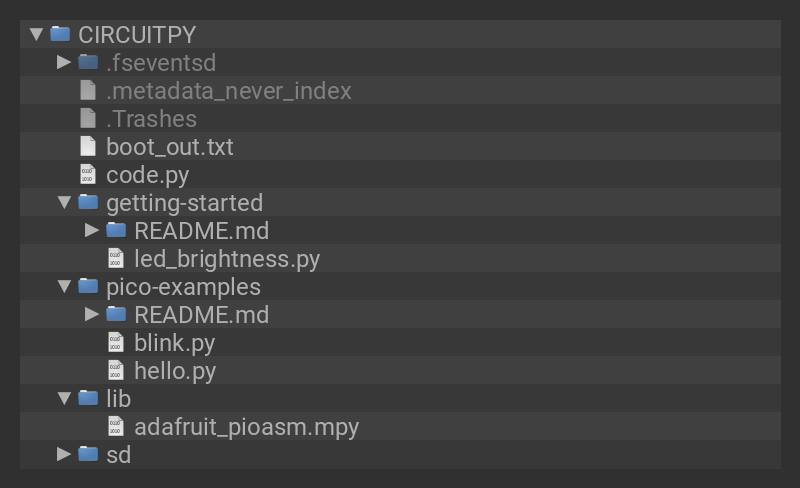 CIRCUITPY
.fseventsd
.metadata_never_index
.Trashes
boot_out.txt
code.py
getting-started
README.md
led_brightness.py
pico-examples
README.md
blink.py
hello.py
lib
adafruit_pioasm.mpy
sd